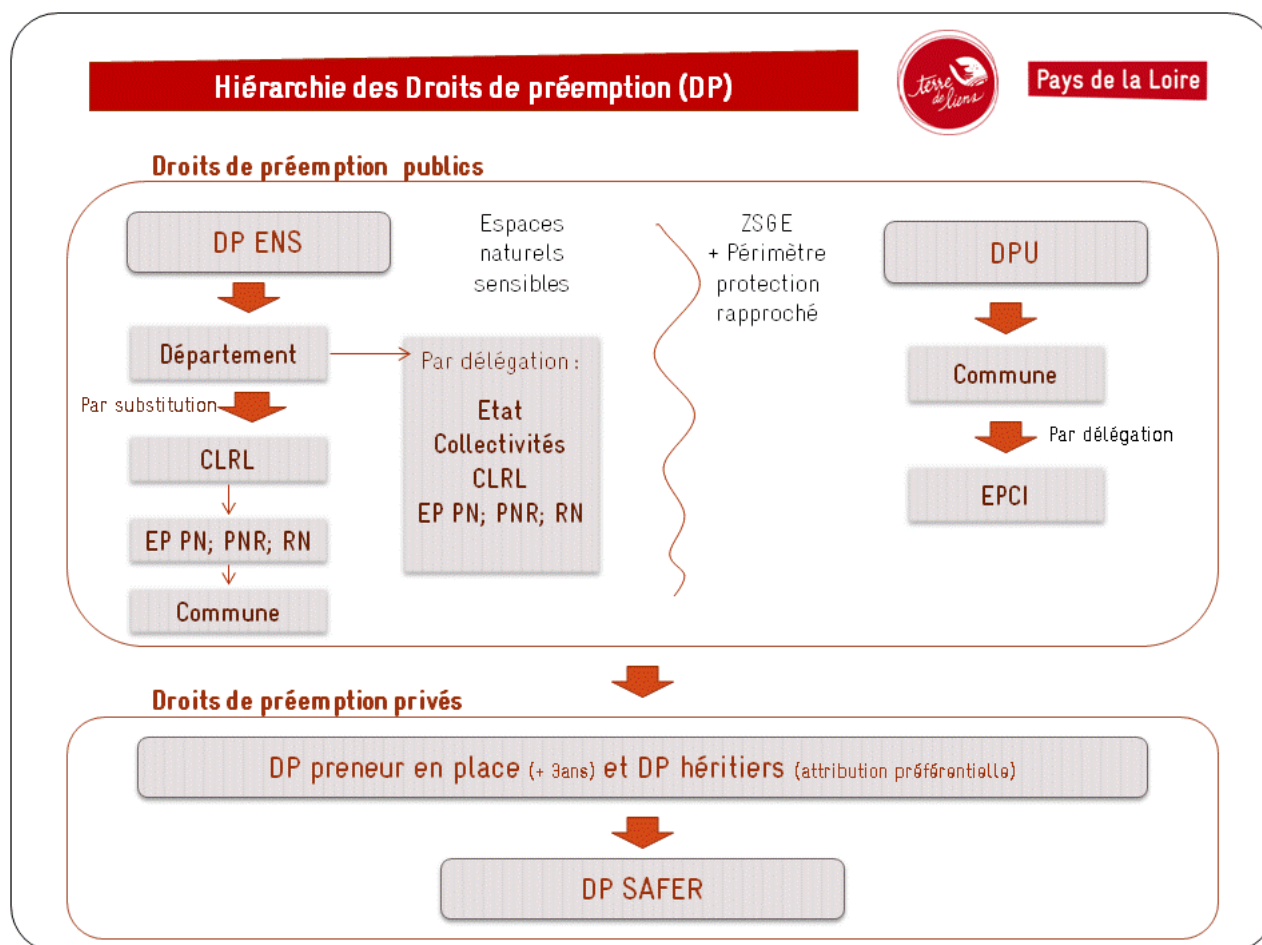 Hiérarchie des Droits de préemption (DP)
terre
de liens
Pays de la Loire
Droits de préemption publics
DP ENS
Espaces
naturels
sensibles
ZSGE
+ Périmètre
protection
rapproché
DPU
Département
Par délégation :
Etat
Collectivités
CLRL
EP PN; PNR; RN
Commune
Par substitution
Par délégation
CLRL
EPCI
EP PN; PNR; RN
Commune
Droits de préemption privés
DP preneur en place (+ 3ans) et DP héritiers (attribution préférentielle)
DP SAFER